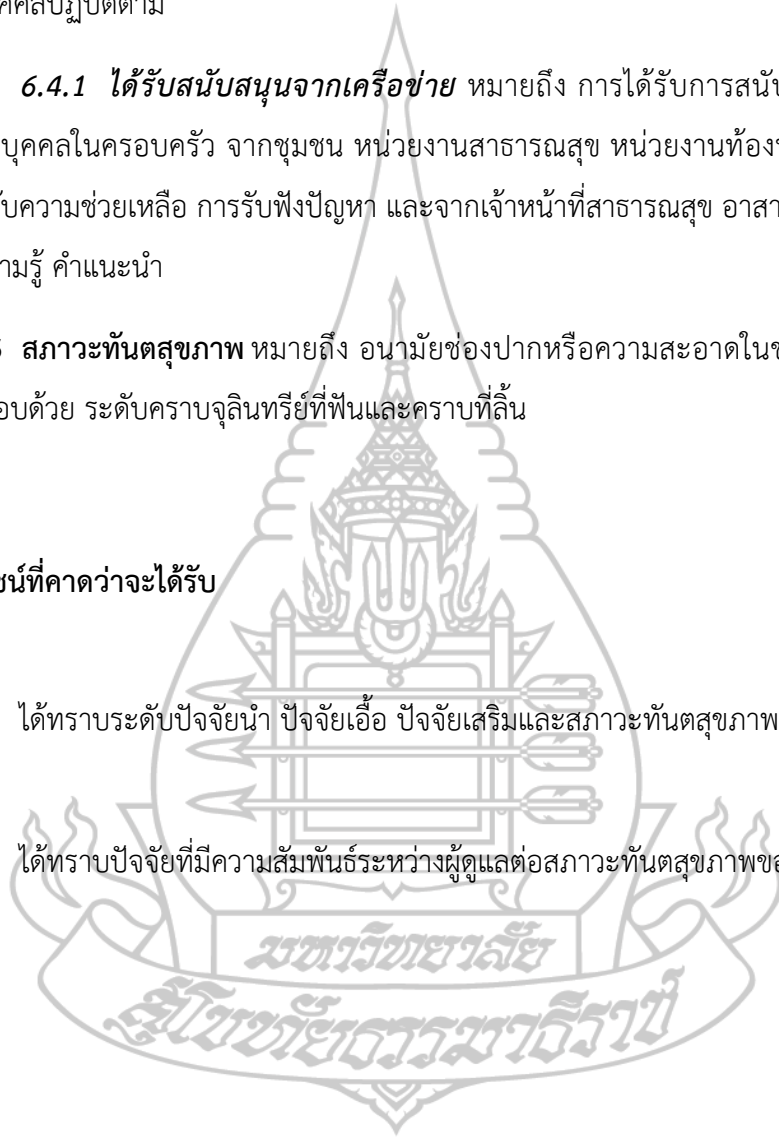 6.4.1 ได้รับสนับสนุนจากเครือข่าย หมายถึง การได้รับการสนับ
บุคคลในครอบครัว จากชุมชน หน่วยงานสาธารณสุข หน่วยงานท้อง
ความช่วยเหลือ การรับฟังปัญหา และจากเจ้าหน้าที่สาธารณสุข อาสา
ความรู้ คำแนะนำ
สภาวะทันตสุขภาพ หมายถึง อนามัยช่องปากหรือความสะอาดใน
ด้วย ระดับคราบจุลินทรีย์ที่ฟันและคราบที่ลิ้น
ที่คาดว่าจะได้รับ
ได้ทราบระดับปัจจัยนำ ปัจจัยเอื้อ ปัจจัยเสริมและสภาวะทันตสุขภาพ
ได้ทราบปัจจัยที่มีความสัมพันธ์ระหว่างผู้ดูแลต่อสภาวะทันตสุขภาพ
มหาวิทยาลัย
สุโขทัยธรรมาธิราช